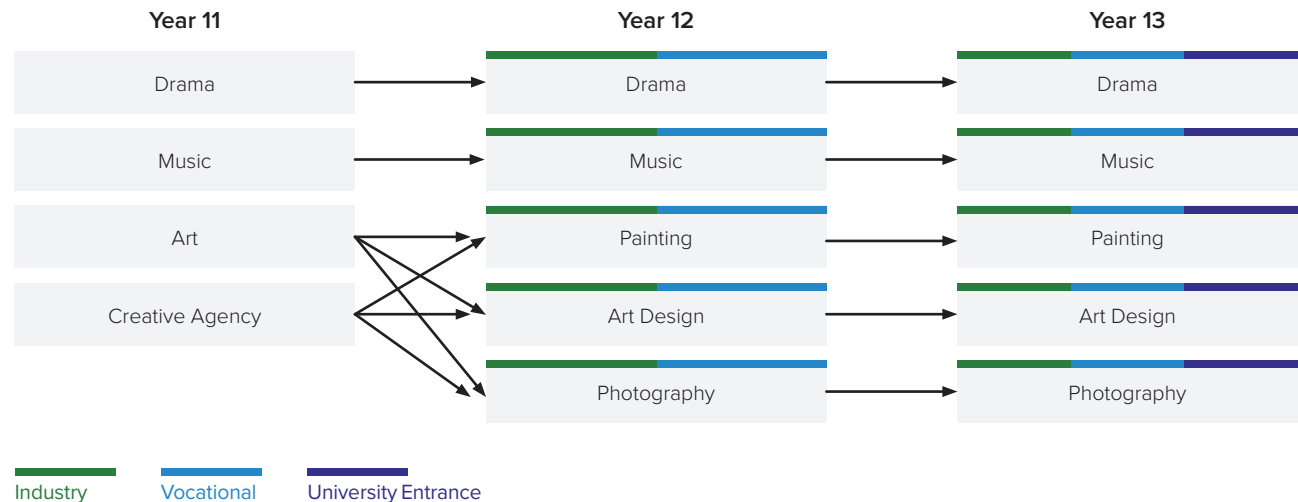 Year 11
Year 12
Year 13
Drama
Drama
Drama
Music
Music
Music
Art
Painting
Painting
Creative Agency
Art Design
Art Design
Photography
Photography
Industry
Vocational
University Entrance